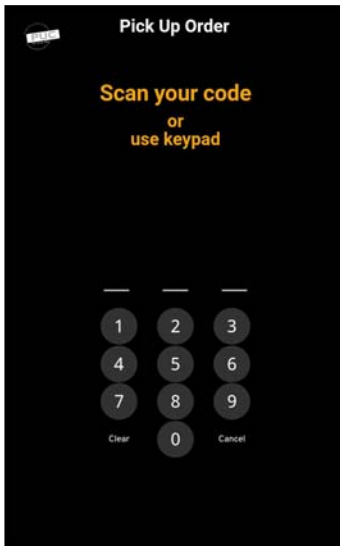 PUC
Pick Up Order
Scan your code
or
use keypad
1 2 3
4 5 6
7 8 9
Clear 0 Cancel